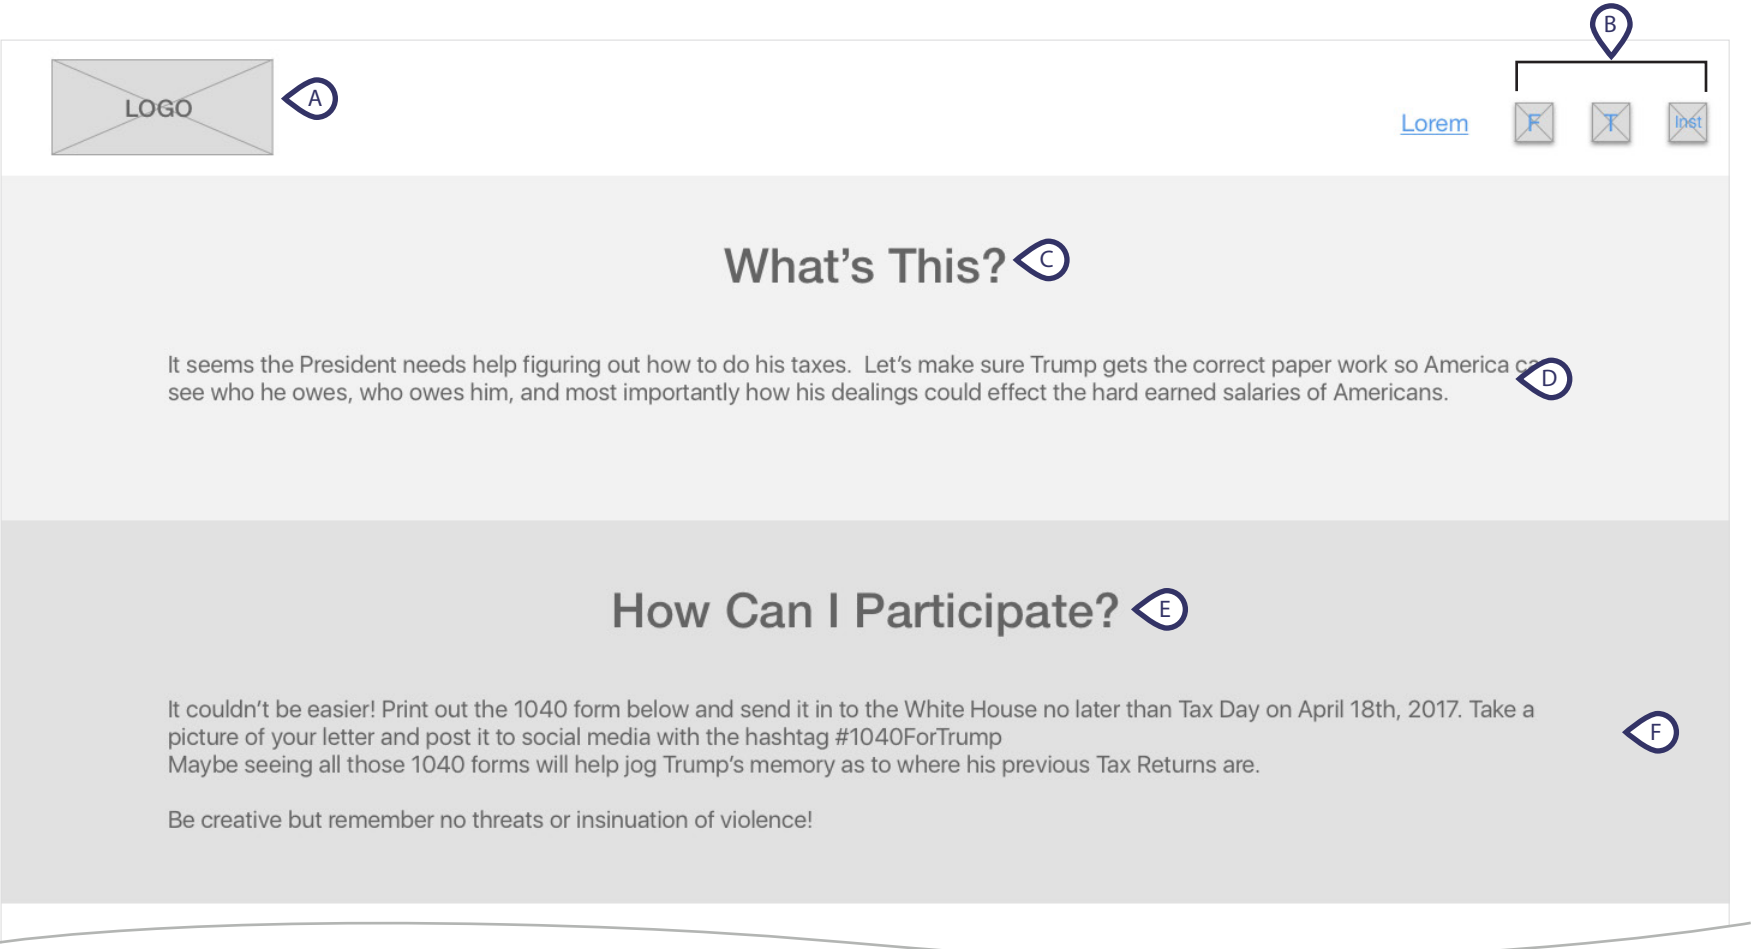 B
LOGO
A
Lorem
F
T
Inst
What's This?
C
It seems the President needs help figuring out how to do his taxes.  Let's make sure Trump gets the correct paper work so America
D
see who he owes, who owes him, and most importantly how his dealings could effect the hard earned salaries of Americans.
How Can I Participate?
E
It couldn't be easier! Print out the 1040 form below and send it in to the White House no later than Tax Day on April 18th, 2017. Take a
picture of your letter and post it to social media with the hashtag #1040ForTrump
F
Maybe seeing all those 1040 forms will help jog Trump's memory as to where his previous Tax Returns are.
Be creative but remember no threats or insinuation of violence!